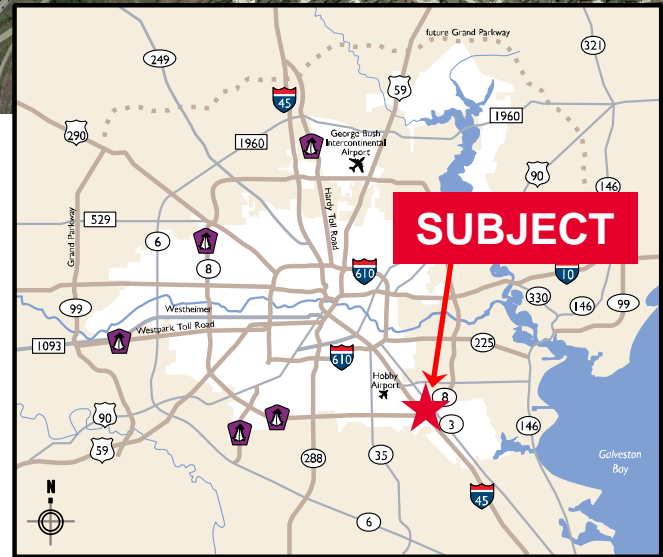 future Grand Parkway
321
249
59
45
290
1960
George Bush
Intercontinental
Airport
1960
90
146
Hardy Toll Road
SUBJECT
529
Grand Parkway
6
8
610
10
330
146
99
99
Westheimer
Westpark Toll Road
1093
225
610
Hobby
Airport
8
3
90
59
146
288
35
Galveston
Bay
N
45
6